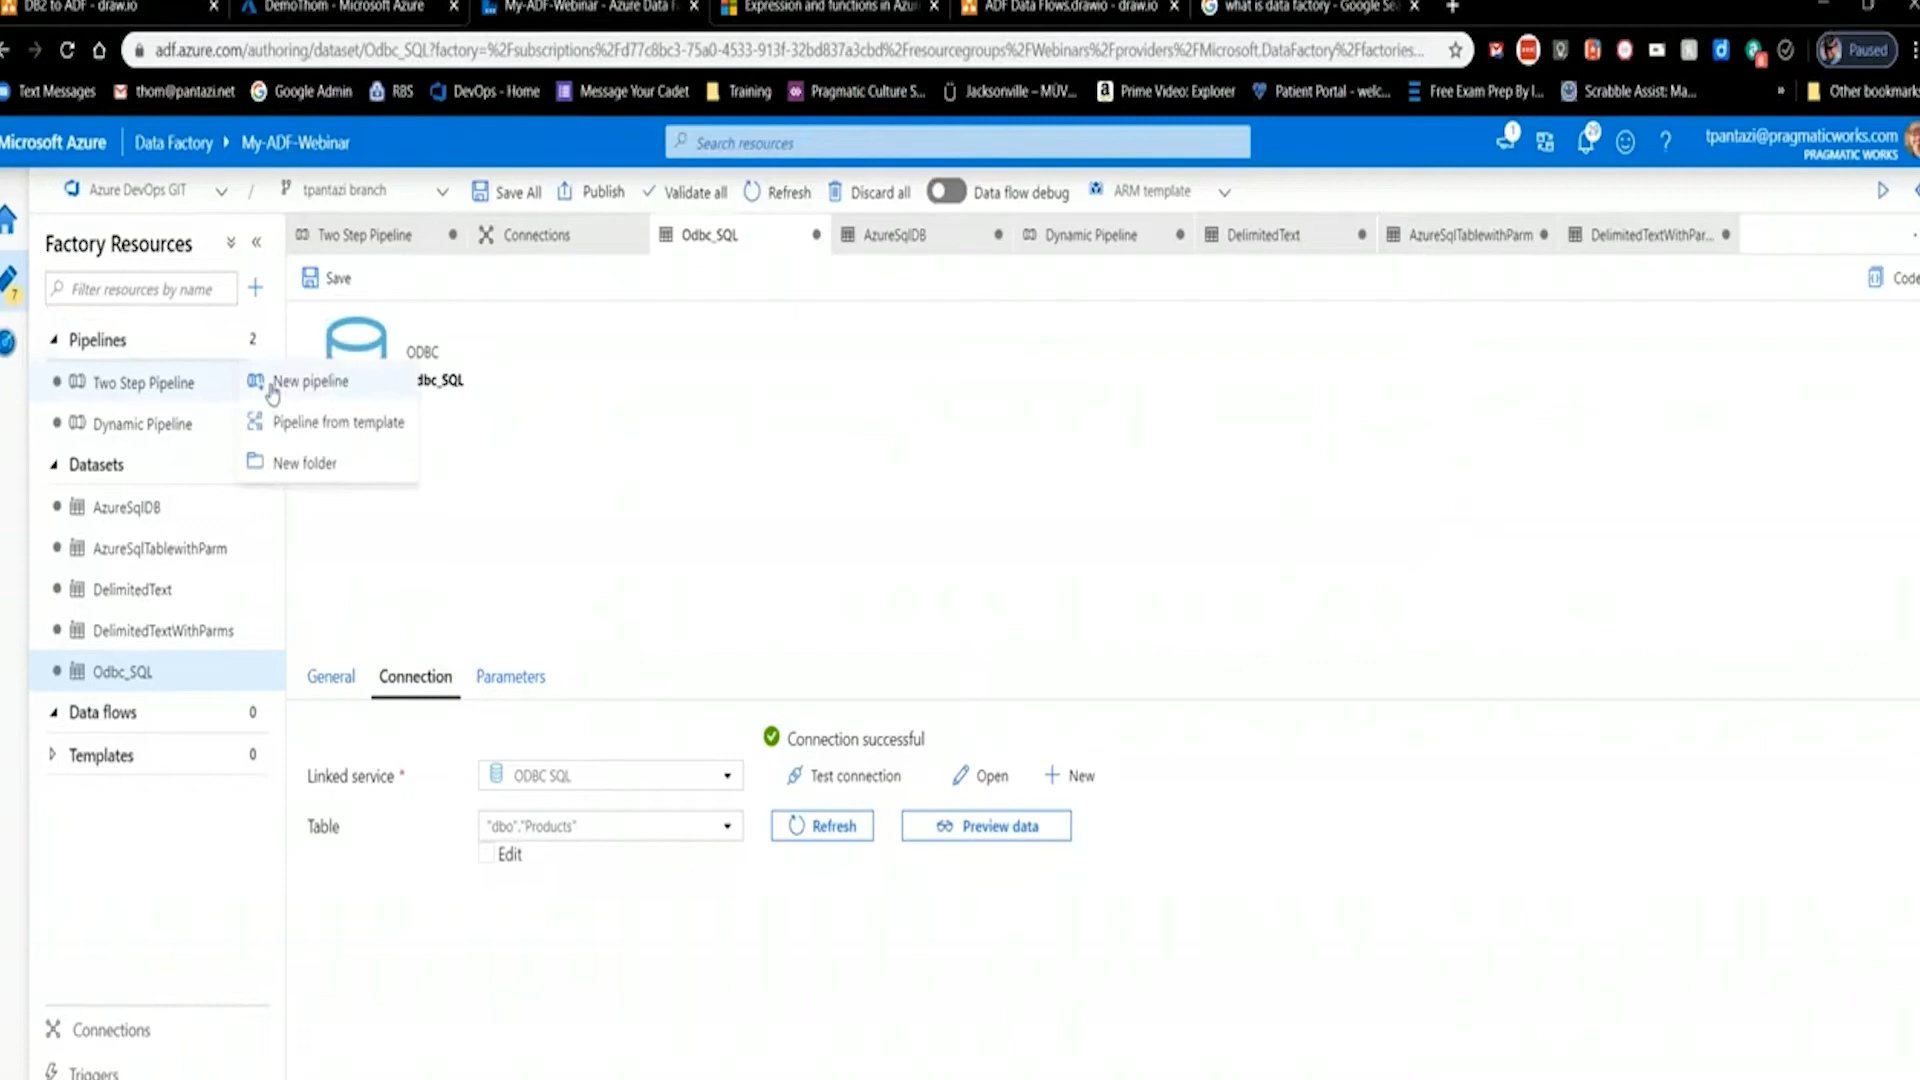 DB2 to ADF - draw.io
DemoThom - Microsoft Azure
My-ADF-Webinar - Azure Data Fa
Expression and functions in Azur
ADF Data Flows.drawio - draw.io
what is data factory - Google Sea
adf.azure.com/authoring/dataset/Odbc_SQL?factory=%2Fsubscriptions%2Fd77c8bc3-75a0-4533-913f-32bd837a3cbd%2Fresourcegroups%2FWebinars%2Fproviders%2FMicrosoft.DataFactory%2Ffactories...
Paused
Text Messages
thom@pantazi.net
Google Admin
R8S
DevOps - Home
Message Your Cadet
Training
Pragmatic Culture S...
Jacksonville – MÜV...
Prime Video: Explorer
Patient Portal - welc...
Free Exam Prep By I...
Scrabble Assist: Ma...
»
Other bookmarks
Microsoft Azure
Data Factory
My-ADF-Webinar
Search resources
1
tpantazi@pragmaticworks.com
PRAGMATIC WORKS
Azure DevOps GIT
/
tpantazi branch
Save All
Publish
Validate all
Refresh
Discard all
Data flow debug
ARM template
Factory Resources
Two Step Pipeline
Connections
Odbc_SQL
AzureSqlDB
Dynamic Pipeline
DelimitedText
AzureSqlTablewithParm
DelimitedTextWithPar...
Filter resources by name
Save
Code
7
Pipelines 2
ODBC
dbc_SQL
Two Step Pipeline
Dynamic Pipeline
New pipeline
Pipeline from template
New folder
Datasets
AzureSqlDB
AzureSqlTablewithParm
DelimitedText
DelimitedTextWithParms
Odbc_SQL
Data flows 0
Templates 0
General
Connection
Parameters
Connection successful
Linked service *
ODBC SQL
Test connection
Open
New
Table
"dbo"."Products"
Refresh
Preview data
Edit
Connections
Triggers